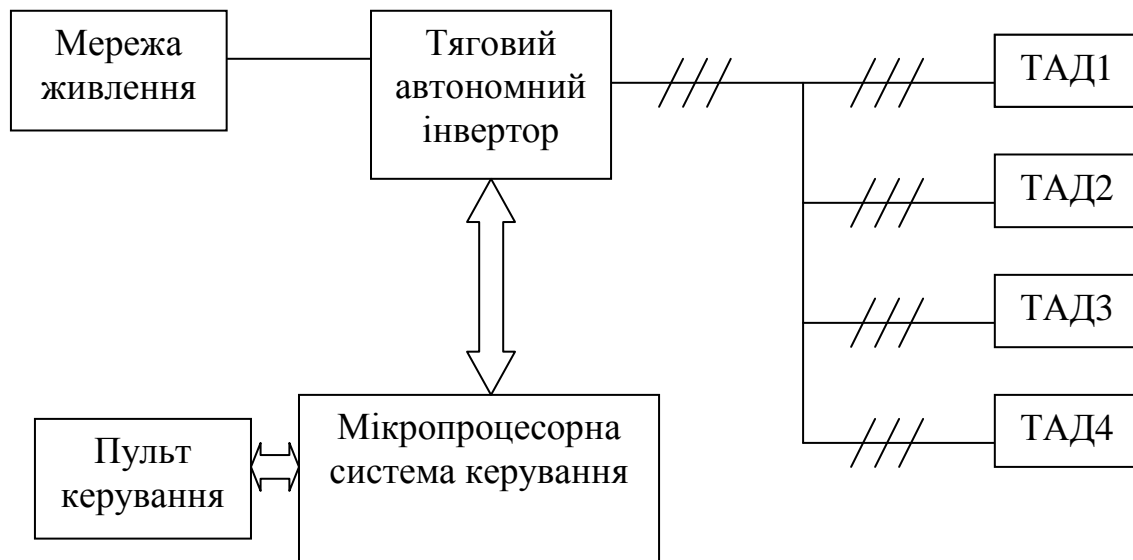 Мережа
живлення
Тяговий
автономний
інвертор
ТАД1
ТАД2
ТАД3
ТАД4
Пульт
керування
Мікропроцесорна
система керування